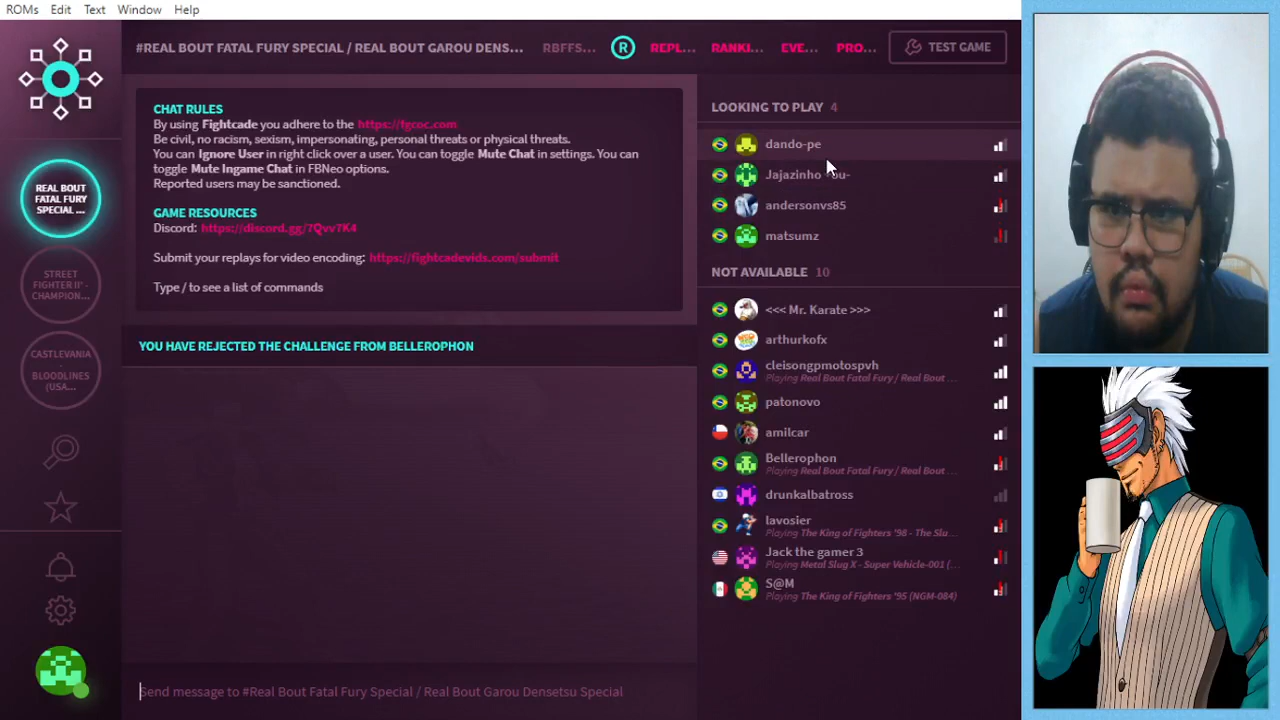 ROMs Edit Text Window Help
#REAL BOUT FATAL FURY SPECIAL / REAL BOUT GAROU DENS... RBFFS... R REPL... RANKI... EVE... PRO... TEST GAME
REAL BOUT
FATAL FURY
SPECIAL ...
STREET
FIGHTER II' -
CHAMPION...
CASTLEVANIA
-
BLOODLINES
(USA...
CHAT RULES
By using Fightcade you adhere to the https://fgcoc.com
Be civil, no racism, sexism, impersonating, personal threats or physical threats.
You can Ignore User in right click over a user. You can toggle Mute Chat in settings. You can
toggle Mute Ingame Chat in FBNeo options.
Reported users may be sanctioned.
GAME RESOURCES
Discord: https://discord.gg/7Qvv7K4
Submit your replays for video encoding: https://fightcadevids.com/submit
Type / to see a list of commands
YOU HAVE REJECTED THE CHALLENGE FROM BELLEROPHON
Send message to #Real Bout Fatal Fury Special / Real Bout Garou Densetsu Special
LOOKING TO PLAY 4
dando-pe
Jajazinho
andersonvs85
matsumz
NOT AVAILABLE 10
<<< Mr. Karate >>>
arthurkofx
cleisongpmotospvh
Playing Real Bout Fatal Fury / Real Bout ...
patonovo
amilcar
Bellerophon
Playing Real Bout Fatal Fury / Real Bout ...
drunkalbatross
lavosier
Playing The King of Fighters '98 - The Slu...
Jack the gamer 3
Playing Metal Slug X - Super Vehicle-001 (...
S@M
Playing The King of Fighters '95 (NGM-084)